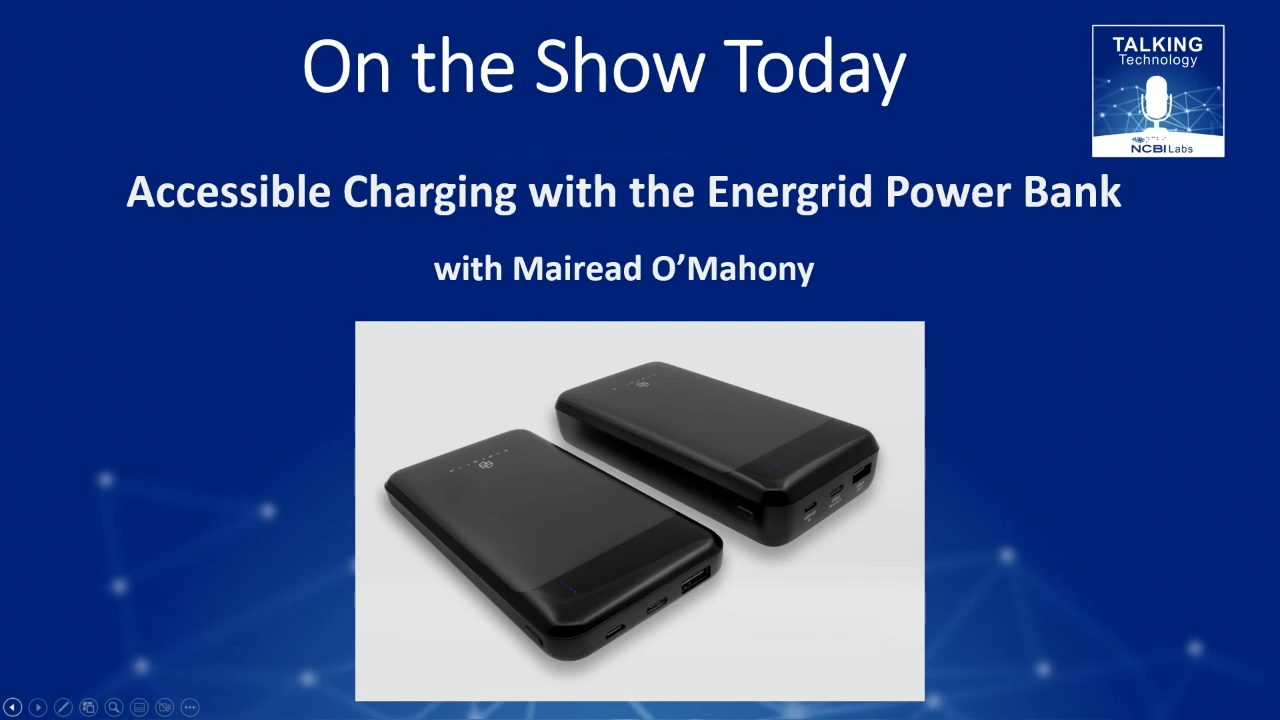 On the Show Today
TALKING
Technology
NCBI Labs
Accessible Charging with the Energrid Power Bank
with Mairead O’Mahony